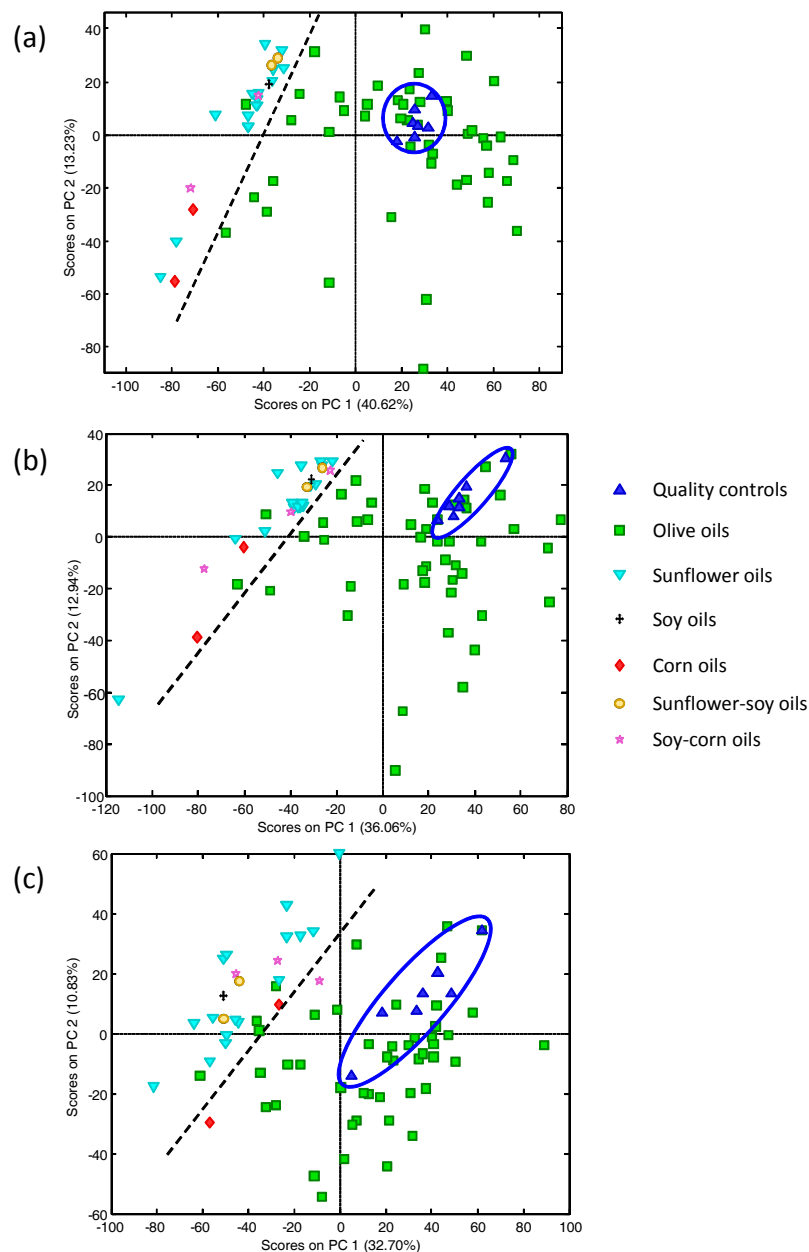 (a)
40
20
0
-20
-40
-60
-80
Scores on PC 2 (13.23%)
-100 -80 -60 -40 -20 0 20 40 60 80
Scores on PC 1 (40.62%)
(b)
40
20
0
-20
-40
-60
-80
-100
Scores on PC 2 (12.94%)
-120 -100 -80 -60 -40 -20 0 20 40 60 80
Scores on PC 1 (36.06%)
Quality controls
Olive oils
Sunflower oils
Soy oils
Corn oils
Sunflower-soy oils
Soy-corn oils
(c)
60
40
20
0
-20
-40
-60
Scores on PC 2 (10.83%)
-100 -80 -60 -40 -20 0 20 40 60 80 100
Scores on PC 1 (32.70%)